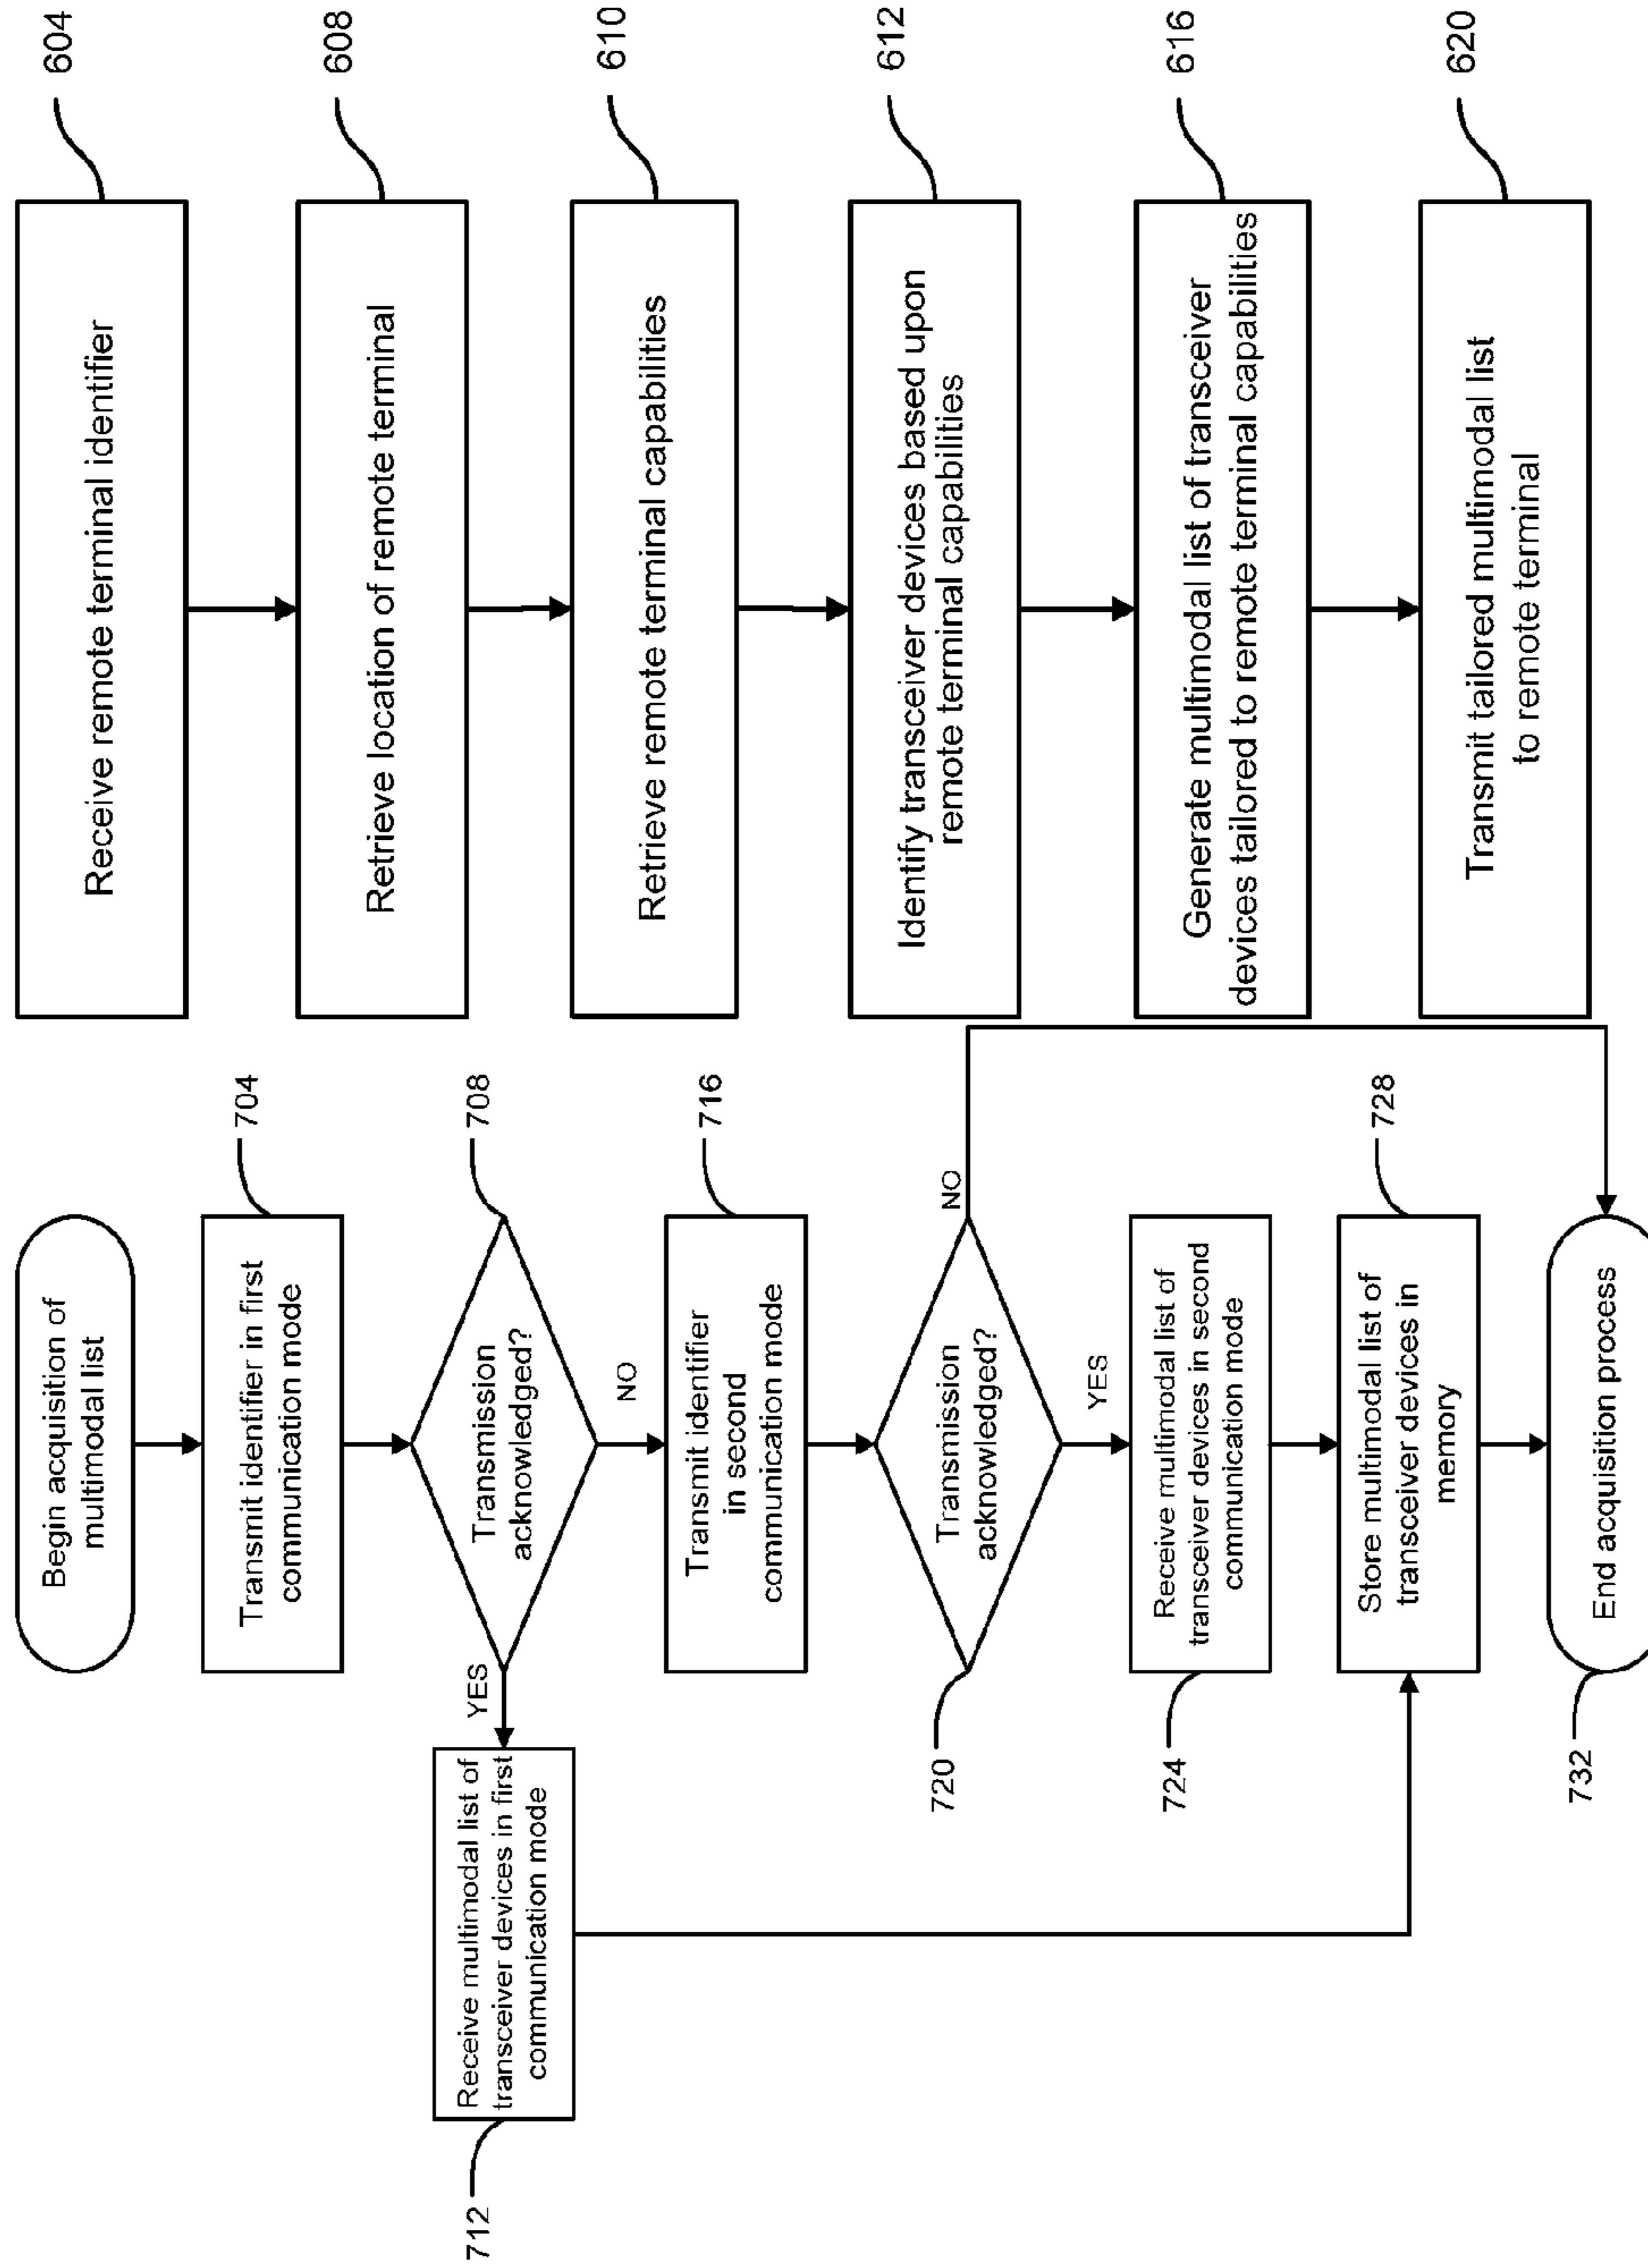 604
Receive remote terminal identifier
608
Retrieve location of remote terminal
610
Retrieve remote terminal capabilities
612
Identify transceiver devices based upon
remote terminal capabilities
616
Generate multimodal list of transceiver
devices tailored to remote terminal capabilities
620
Transmit tailored multimodal list
to remote terminal
Begin acquisition of
multimodal list
704
Transmit identifier in first
communication mode
708
Transmission
acknowledged?
YES
NO
712
Receive multimodal list of
transceiver devices in first
communication mode
716
Transmit identifier
in second
communication mode
720
Transmission
acknowledged?
NO
YES
724
Receive multimodal list of
transceiver devices in second
communication mode
728
Store multimodal list of
transceiver devices in
memory
732
End acquisition process